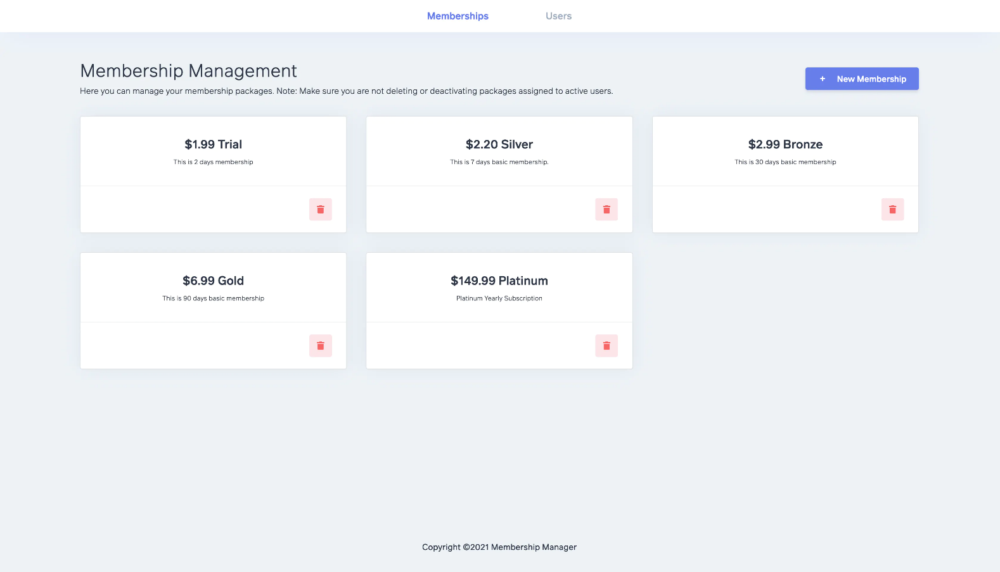 Memberships
Users
Membership Management
Here you can manage your membership packages. Note: Make sure you are not deleting or deactivating packages assigned to active users.
+ New Membership
$1.99 Trial
This is 2 days membership
$2.20 Silver
This is 7 days basic membership.
$2.99 Bronze
This is 30 days basic membership
$6.99 Gold
This is 90 days basic membership
$149.99 Platinum
Platinum Yearly Subscription
Copyright ©2021 Membership Manager